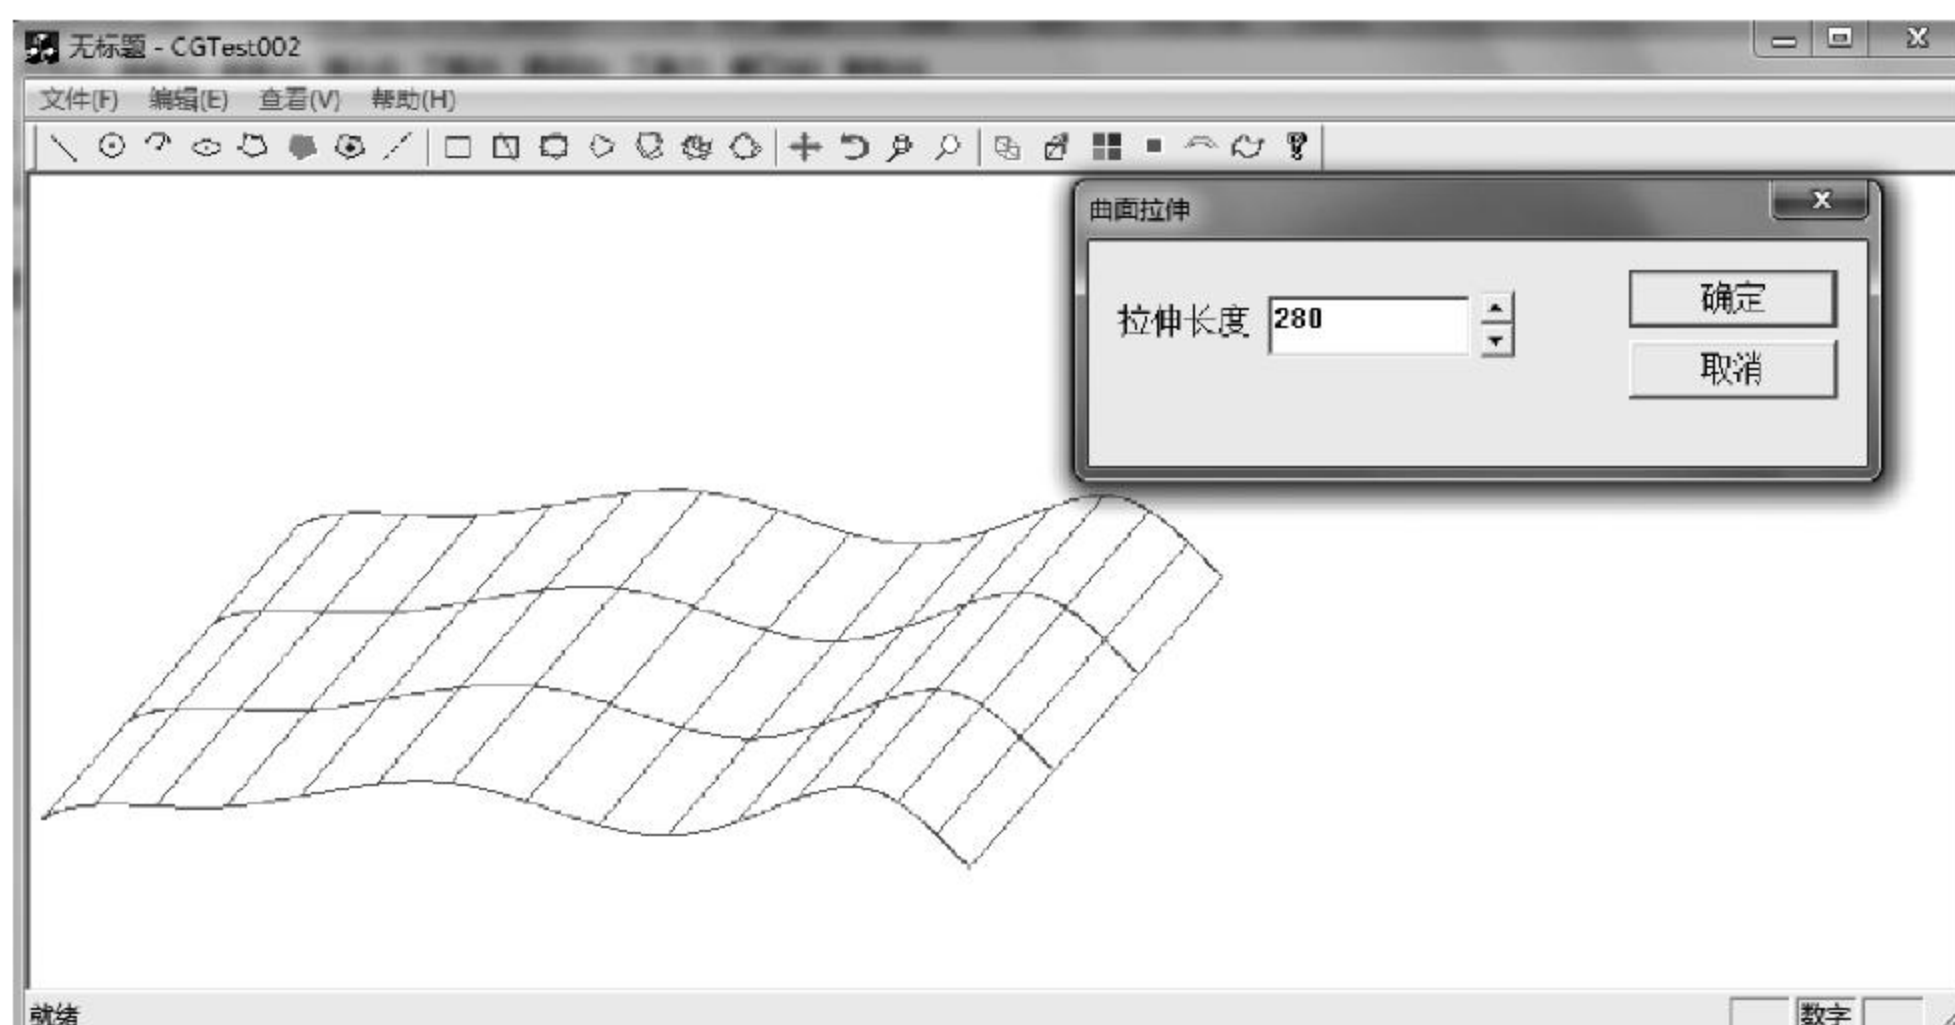 无标题 - CGTest002
文件(F) 编辑(E) 查看(V) 帮助(H)
曲面拉伸
拉伸长度 280
确定
取消
就绪
数字